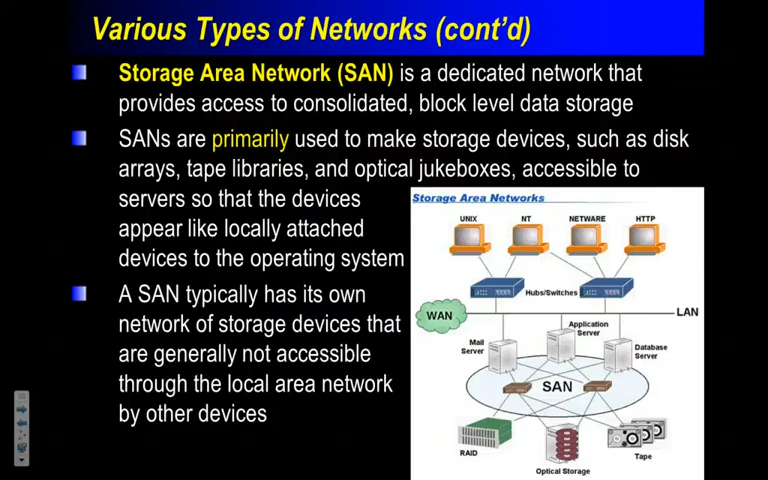 Various Types of Networks (cont'd)
Storage Area Network (SAN) is a dedicated network that
provides access to consolidated, block level data storage
SANs are primarily used to make storage devices, such as disk
arrays, tape libraries, and optical jukeboxes, accessible to
servers so that the devices
appear like locally attached
devices to the operating system
A SAN typically has its own
network of storage devices that
are generally not accessible
through the local area network
by other devices
Storage Area Networks
UNIX NT NETWARE HTTP
Hubs/Switches
WAN
LAN
Mail
Server
Application
Server
Database
Server
SAN
RAID
Optical Storage
Tape